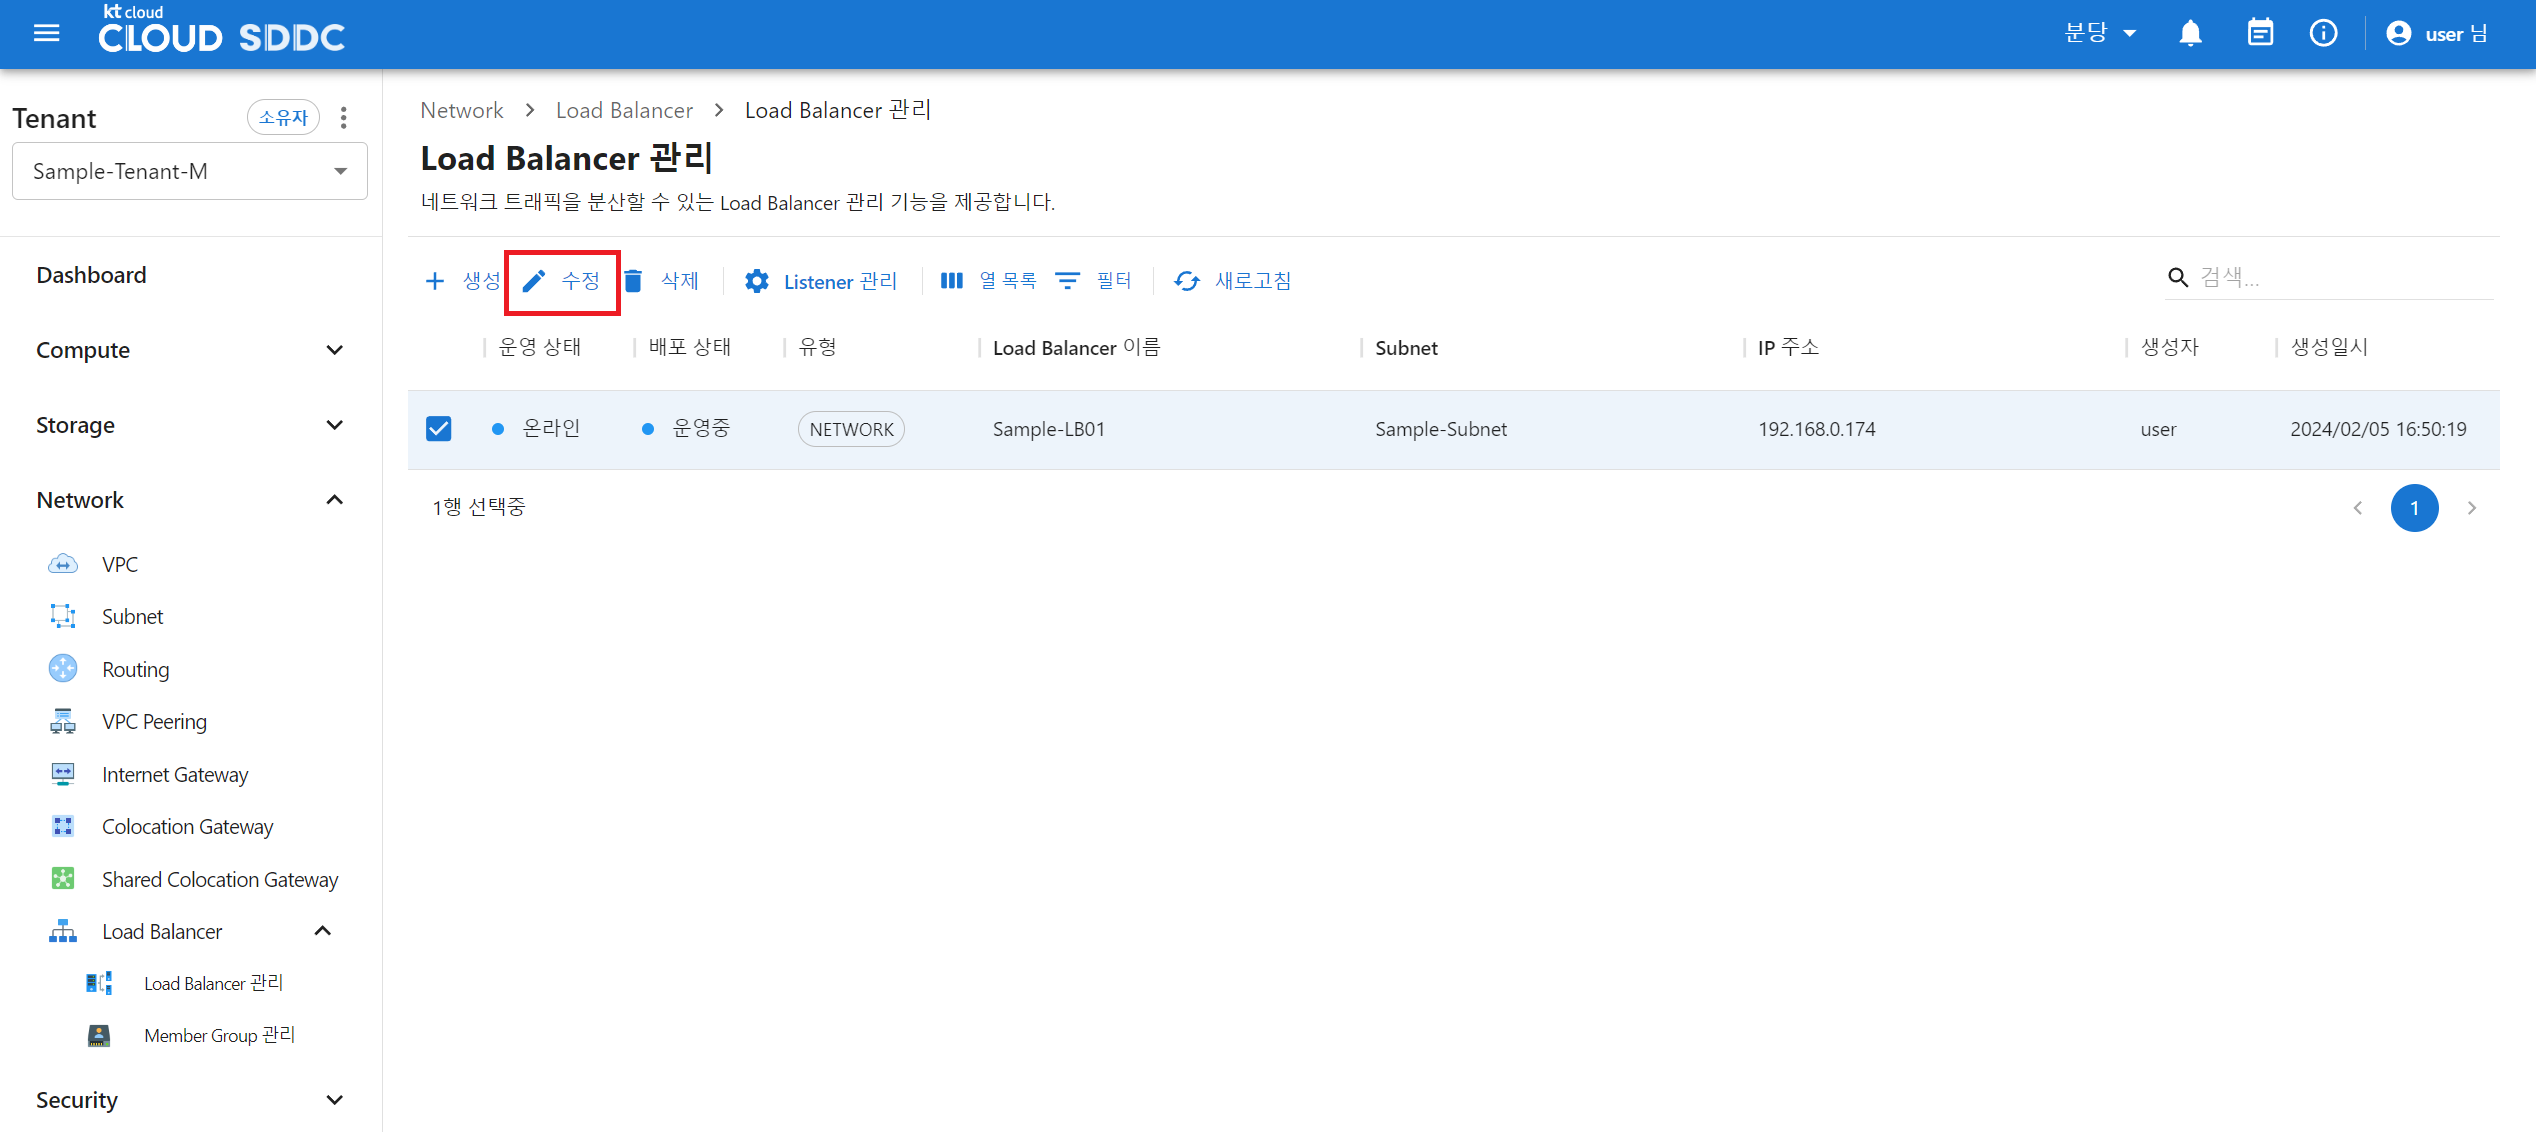 kt cloud
CLOUD SDDC
분당
user 님
Tenant
소유자
Sample-Tenant-M
Dashboard
Compute
Storage
Network
VPC
Subnet
Routing
VPC Peering
Internet Gateway
Colocation Gateway
Shared Colocation Gateway
Load Balancer
Load Balancer 관리
Member Group 관리
Security
Network > Load Balancer > Load Balancer 관리
Load Balancer 관리
네트워크 트래픽을 분산할 수 있는 Load Balancer 관리 기능을 제공합니다.
생성 수정 삭제 Listener 관리 열 목록 필터 새로고침 검색...
운영 상태 배포 상태 유형 Load Balancer 이름 Subnet IP 주소 생성자 생성일시
온라인 운영중 NETWORK Sample-LB01 Sample-Subnet 192.168.0.174 user 2024/02/05 16:50:19
1행 선택중
1